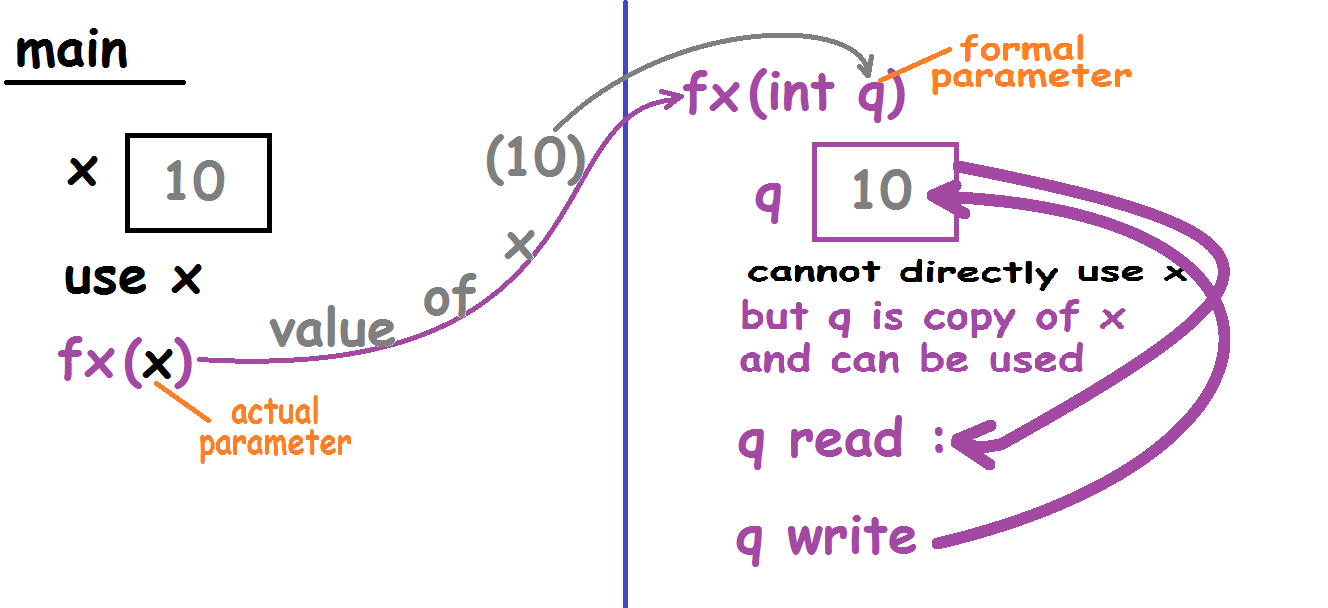 main
x 10
use x
fx(x)
value of x
(10)
actual
parameter
fx(int q)
formal
parameter
q 10
cannot directly use x
but q is copy of x
and can be used
q read :
q write